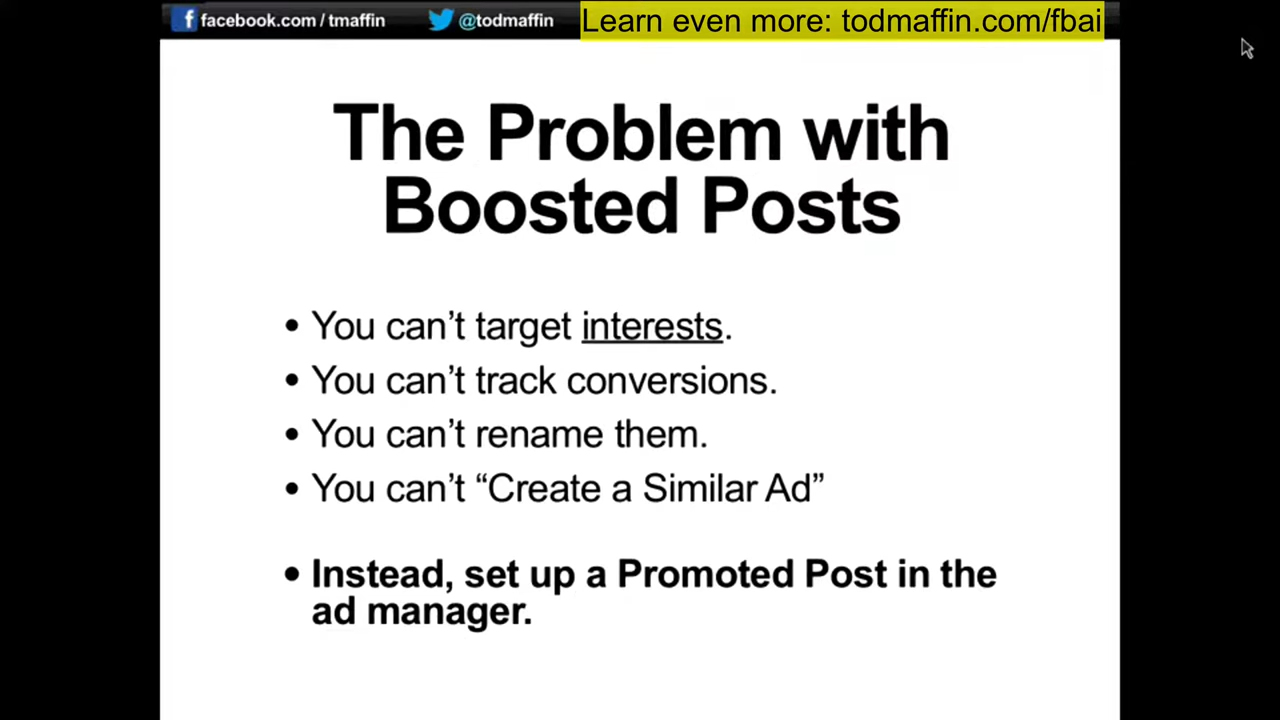 facebook.com / tmaffin @todmaffin Learn even more: todmaffin.com/fbai
The Problem with
Boosted Posts
• You can’t target interests.
• You can’t track conversions.
• You can’t rename them.
• You can’t “Create a Similar Ad”
• Instead, set up a Promoted Post in the
ad manager.